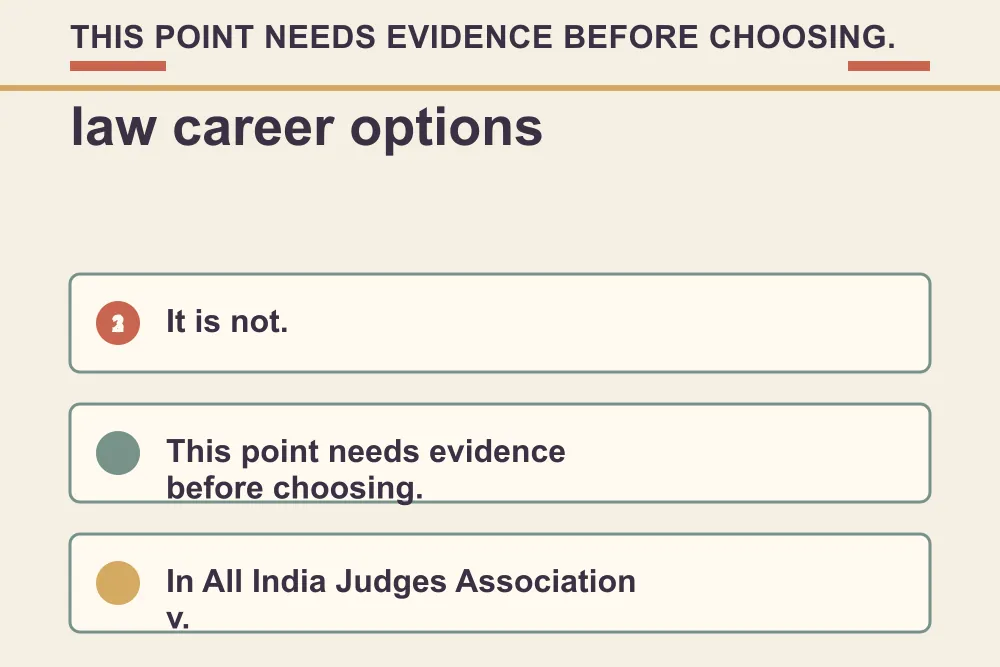 THIS POINT NEEDS EVIDENCE BEFORE CHOOSING.
law career options
It is not.
This point needs evidence
before choosing.
In All India Judges Association
v.